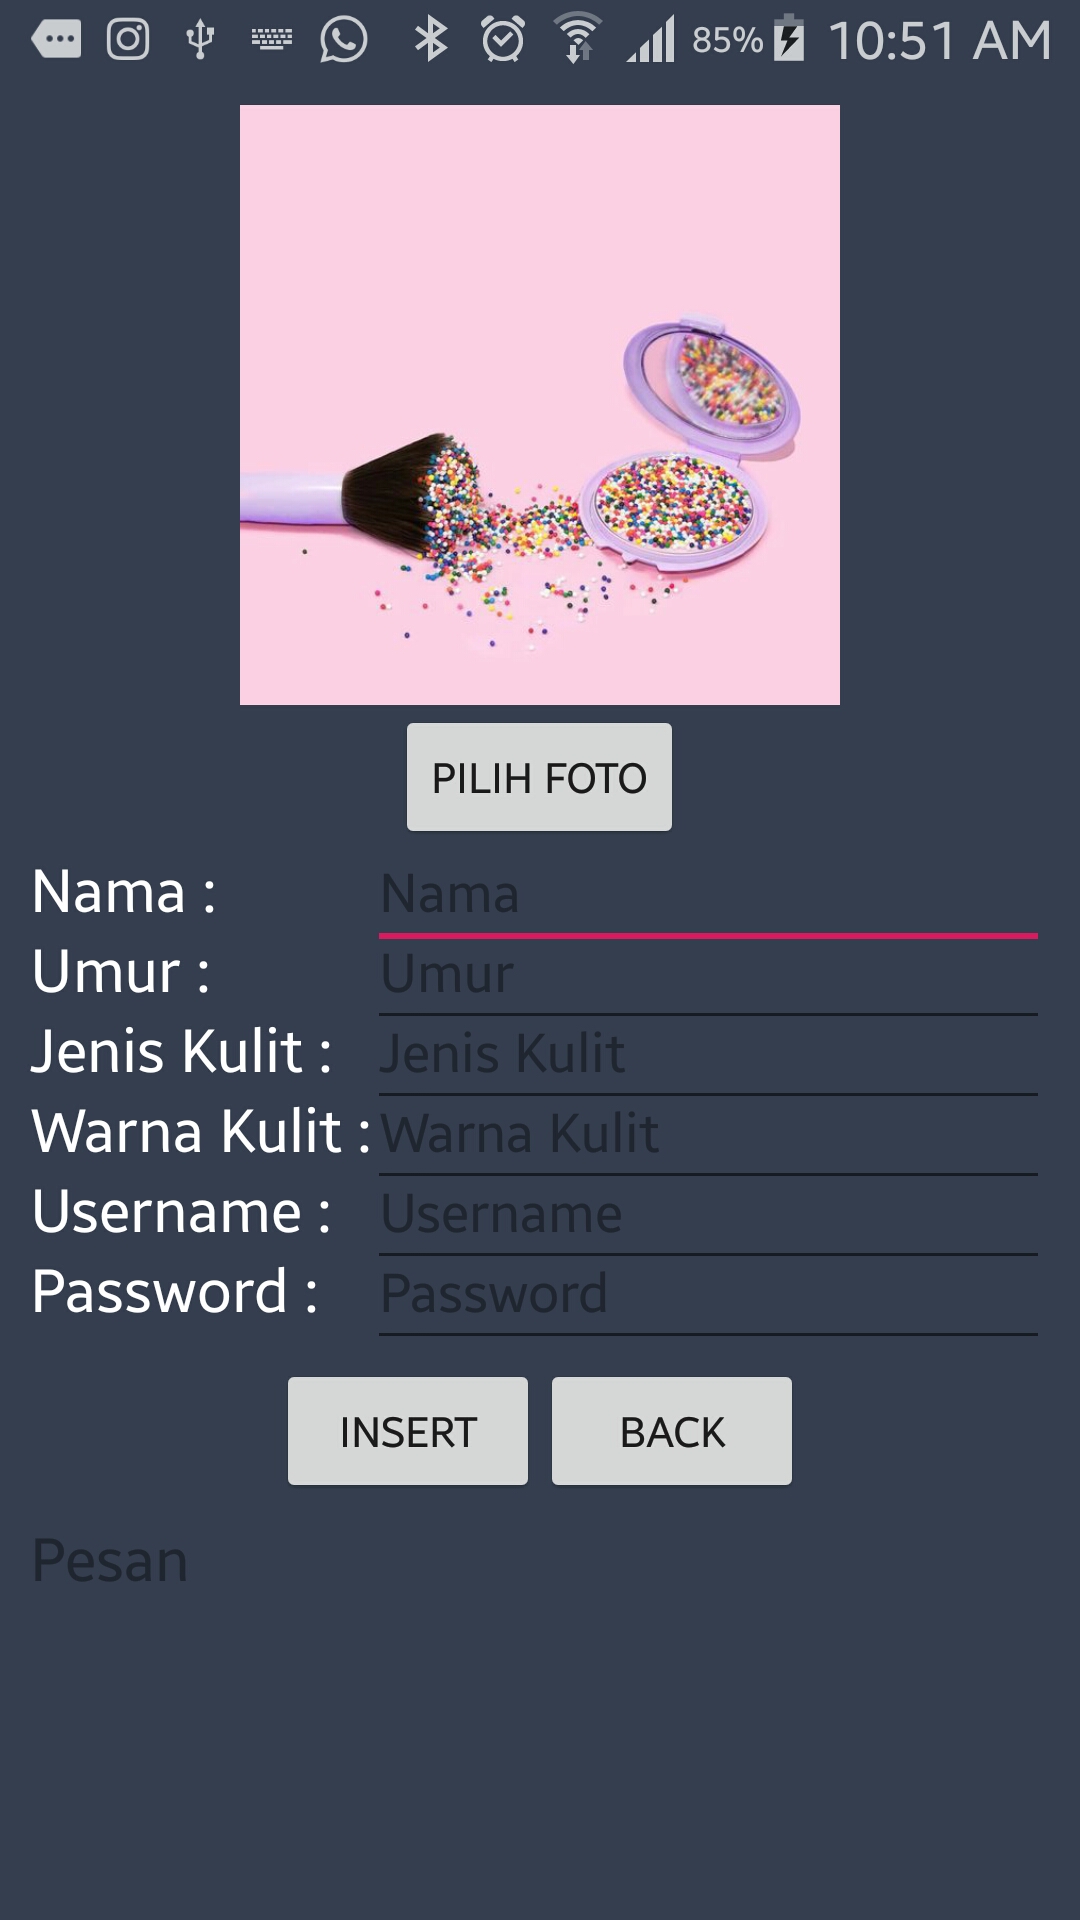 85% 10:51 AM
PILIH FOTO
Nama : Nama
Umur : Umur
Jenis Kulit : Jenis Kulit
Warna Kulit : Warna Kulit
Username : Username
Password : Password
INSERT BACK
Pesan